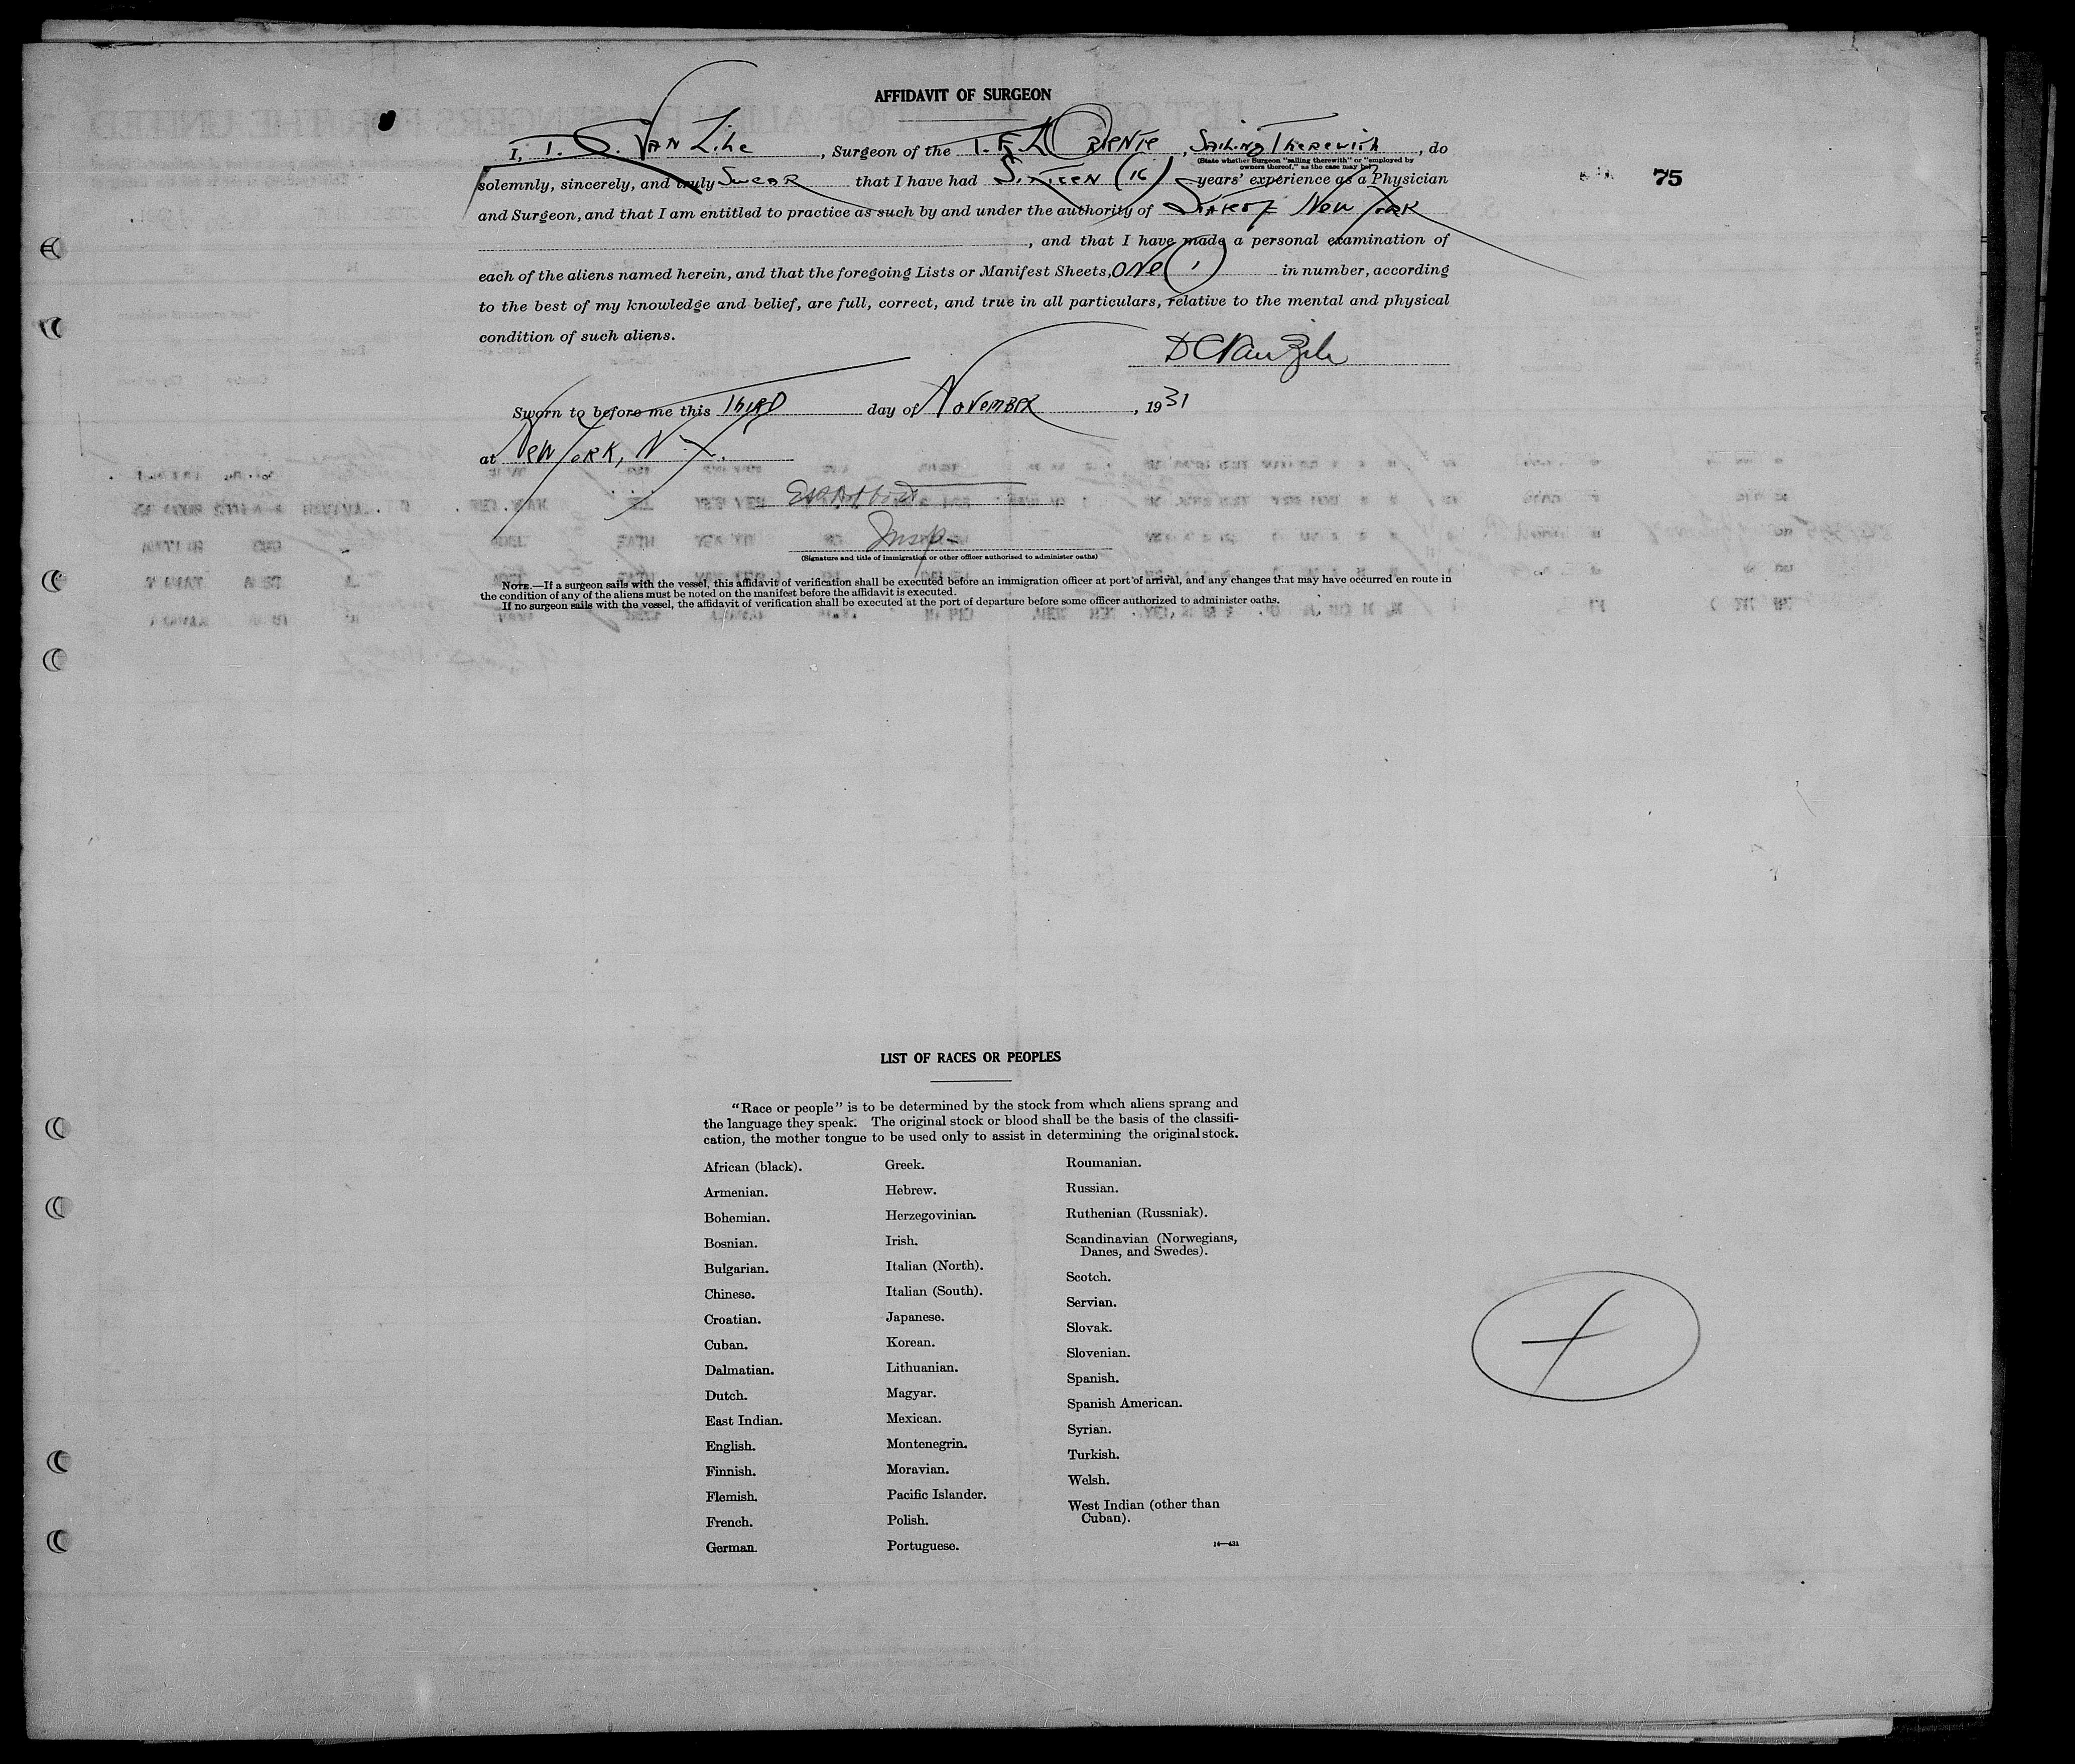 AFFIDAVIT OF SURGEON
I, Van Zile, Surgeon of the Oriente, Sailing Therewith, do
(State whether Surgeon "sailing therewith" or "employed by owners thereof," as the case may be)
75
solemnly, sincerely, and truly Swear that I have had Sixteen (16) years' experience as a Physician
and Surgeon, and that I am entitled to practice as such by and under the authority of State of New York
, and that I have made a personal examination of
each of the aliens named herein, and that the foregoing Lists or Manifest Sheets, One (1) in number, according
to the best of my knowledge and belief, are full, correct, and true in all particulars, relative to the mental and physical
condition of such aliens.
D C Van Zile
Sworn to before me this Third day of November, 1931
at New York, N.Y.
Insp.
(Signature and title of immigration or other officer authorized to administer oaths)
NOTE.—If a surgeon sails with the vessel, this affidavit of verification shall be executed before an immigration officer at port of arrival, and any changes that may have occurred en route in
the condition of any of the aliens must be noted on the manifest before the affidavit is executed.
If no surgeon sails with the vessel, the affidavit of verification shall be executed at the port of departure before some officer authorized to administer oaths.
LIST OF RACES OR PEOPLES
"Race or people" is to be determined by the stock from which aliens sprang and
the language they speak. The original stock or blood shall be the basis of the classifi-
cation, the mother tongue to be used only to assist in determining the original stock.
African (black).
Armenian.
Bohemian.
Bosnian.
Bulgarian.
Chinese.
Croatian.
Cuban.
Dalmatian.
Dutch.
East Indian.
English.
Finnish.
Flemish.
French.
German.
Greek.
Hebrew.
Herzegovinian.
Irish.
Italian (North).
Italian (South).
Japanese.
Korean.
Lithuanian.
Magyar.
Mexican.
Montenegrin.
Moravian.
Pacific Islander.
Polish.
Portuguese.
Roumanian.
Russian.
Ruthenian (Russniak).
Scandinavian (Norwegians,
Danes, and Swedes).
Scotch.
Servian.
Slovak.
Slovenian.
Spanish.
Spanish American.
Syrian.
Turkish.
Welsh.
West Indian (other than
Cuban).
14—431